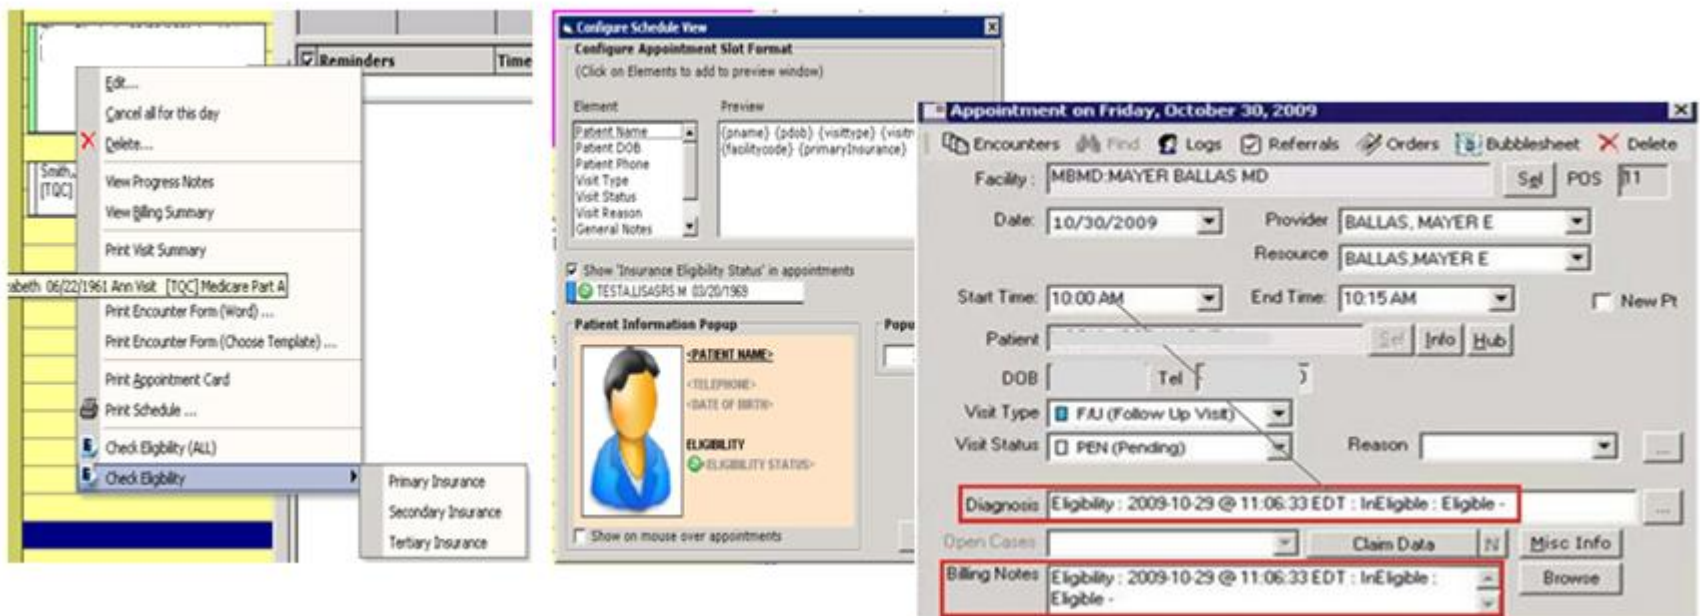 Reminders
Time
Edit...
Cancel all for this day
Delete...
Smith,
[TQC]
View Progress Notes
View Billing Summary
Print Visit Summary
abeth 06/22/1961 Ann Visit [TQC] Medicare Part A
Print Encounter Form (Word) ...
Print Encounter Form (Choose Template) ...
Print Appointment Card
Print Schedule ...
Check Eligibility (ALL)
Check Eligibility
Primary Insurance
Secondary Insurance
Tertiary Insurance
Configure Schedule View
Configure Appointment Slot Format
(Click on Elements to add to preview window)
Element Preview
Patient Name
Patient DOB
Patient Phone
Visit Type
Visit Status
Visit Reason
General Notes
{pname} {pdob} {visittype} {visitr
{facilitycode} {primaryInsurance}
Show 'Insurance Eligibility Status' in appointments
TESTA,LISAGRS M 03/20/1969
Patient Information Popup
Popu
<PATIENT NAME>
<TELEPHONE>
<DATE OF BIRTH>
ELIGIBILITY
<ELIGIBILITY STATUS>
Show on mouse over appointments
Appointment on Friday, October 30, 2009
Encounters Find Logs Referrals Orders Bubblesheet Delete
Facility: MBMD:MAYER BALLAS MD Sel POS 11
Date: 10/30/2009 Provider BALLAS, MAYER E
Resource BALLAS,MAYER E
Start Time: 10:00 AM End Time: 10:15 AM New Pt
Patient Sel Info Hub
DOB Tel
Visit Type F/U (Follow Up Visit)
Visit Status PEN (Pending) Reason ...
Diagnosis Eligibility : 2009-10-29 @ 11:06:33 EDT : InEligible : Eligible - ...
Open Cases Claim Data N Misc Info
Billing Notes Eligibility : 2009-10-29 @ 11:06:33 EDT : InEligible :
Eligible -
Browse